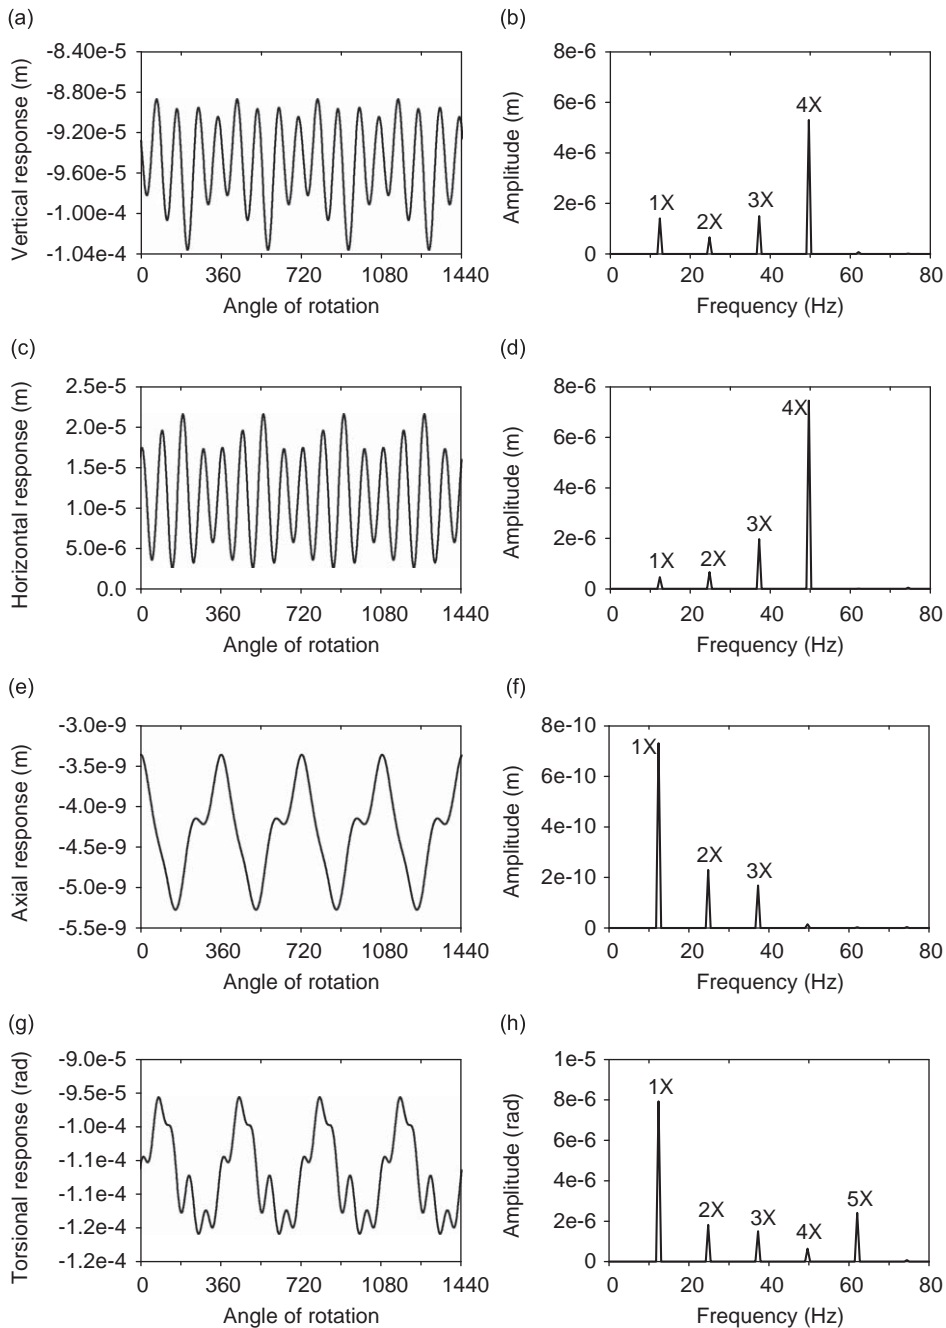 (a)
Vertical response (m)
-8.40e-5
-8.80e-5
-9.20e-5
-9.60e-5
-1.00e-4
-1.04e-4
0 360 720 1080 1440
Angle of rotation
(b)
Amplitude (m)
8e-6
6e-6
4e-6
2e-6
0
1X 2X 3X 4X
0 20 40 60 80
Frequency (Hz)
(c)
Horizontal response (m)
2.5e-5
2.0e-5
1.5e-5
1.0e-5
5.0e-6
0.0
0 360 720 1080 1440
Angle of rotation
(d)
Amplitude (m)
8e-6
6e-6
4e-6
2e-6
0
1X 2X 3X 4X
0 20 40 60 80
Frequency (Hz)
(e)
Axial response (m)
-3.0e-9
-3.5e-9
-4.0e-9
-4.5e-9
-5.0e-9
-5.5e-9
0 360 720 1080 1440
Angle of rotation
(f)
Amplitude (m)
8e-10
6e-10
4e-10
2e-10
0
1X 2X 3X
0 20 40 60 80
Frequency (Hz)
(g)
Torsional response (rad)
-9.0e-5
-9.5e-5
-1.0e-4
-1.1e-4
-1.1e-4
-1.2e-4
-1.2e-4
0 360 720 1080 1440
Angle of rotation
(h)
Amplitude (rad)
1e-5
8e-6
6e-6
4e-6
2e-6
0
1X 2X 3X 4X 5X
0 20 40 60 80
Frequency (Hz)